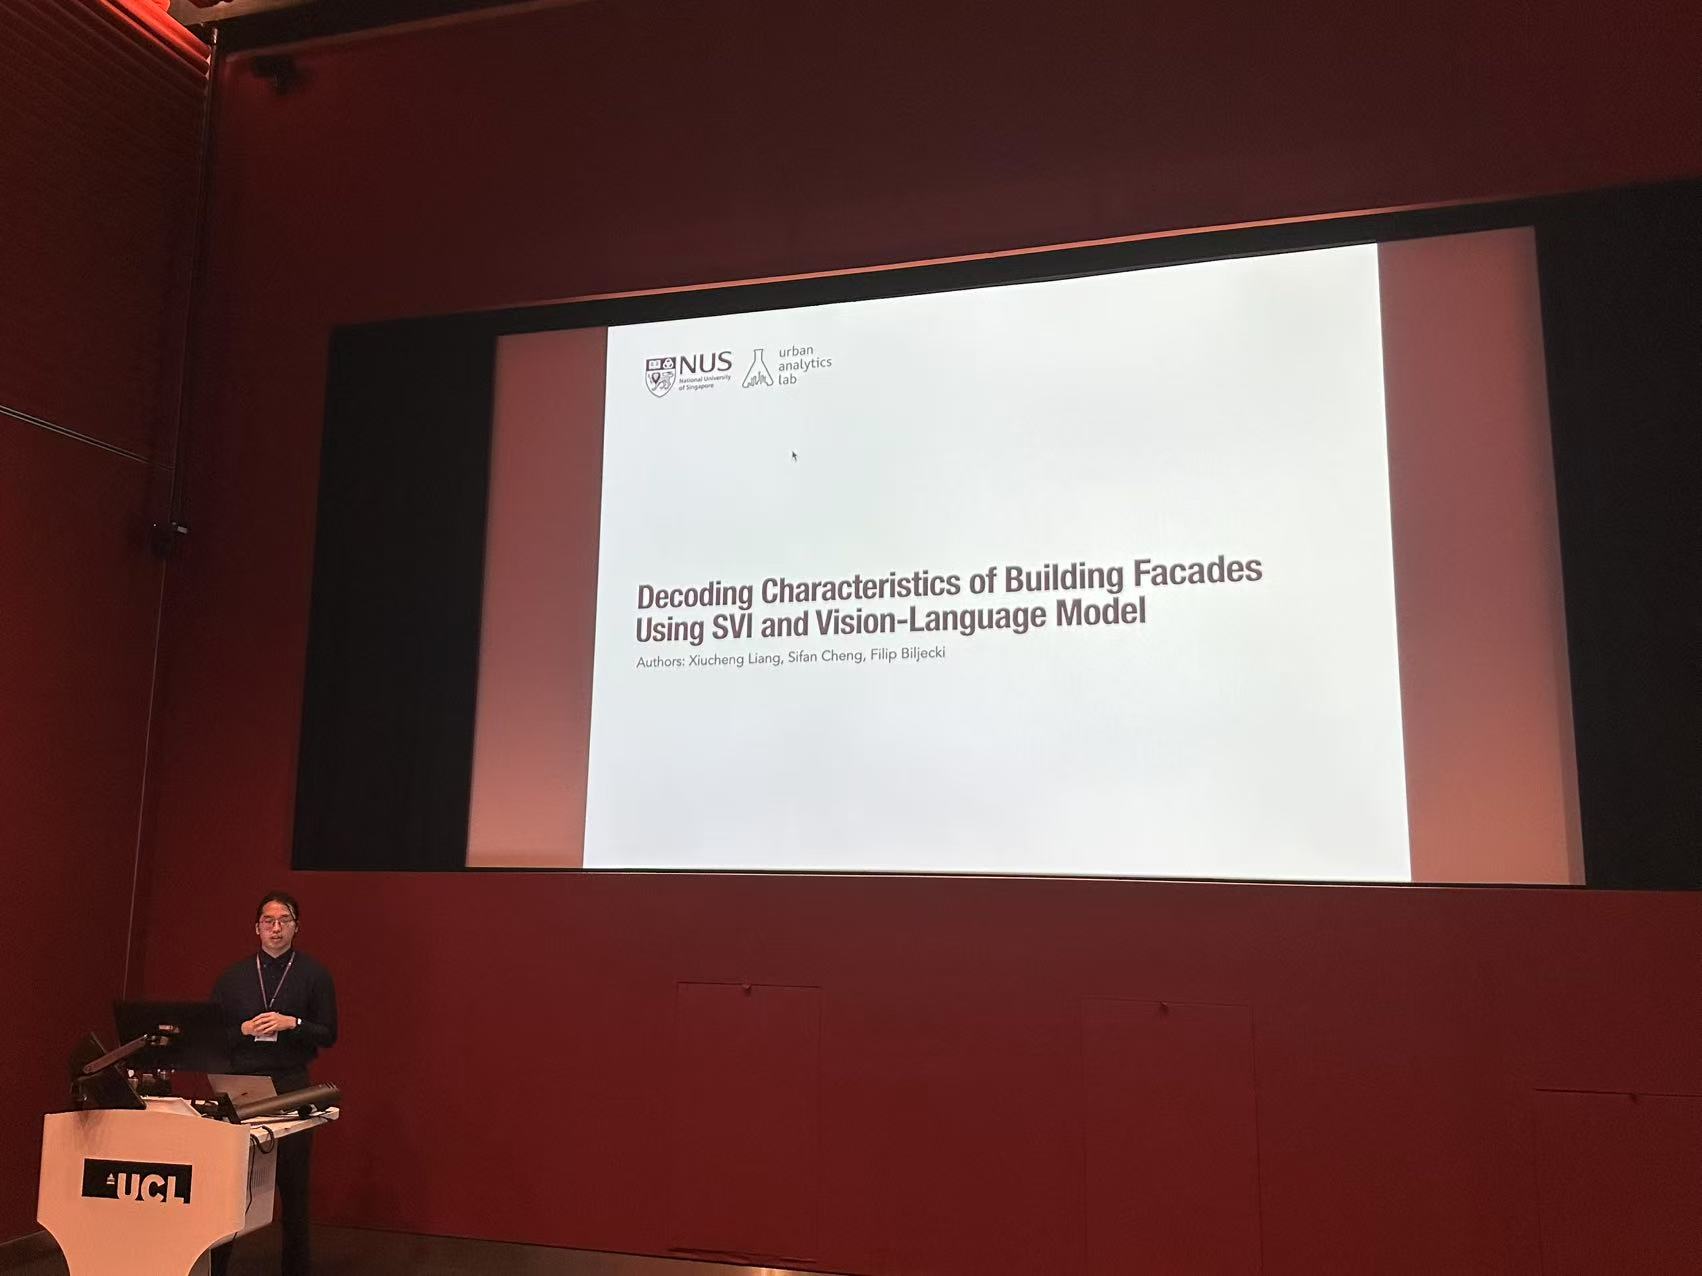 NUS
National University
of Singapore
urban
analytics
lab
Decoding Characteristics of Building Facades
Using SVI and Vision-Language Model
Authors: Xiucheng Liang, Sifan Cheng, Filip Biljecki
UCL